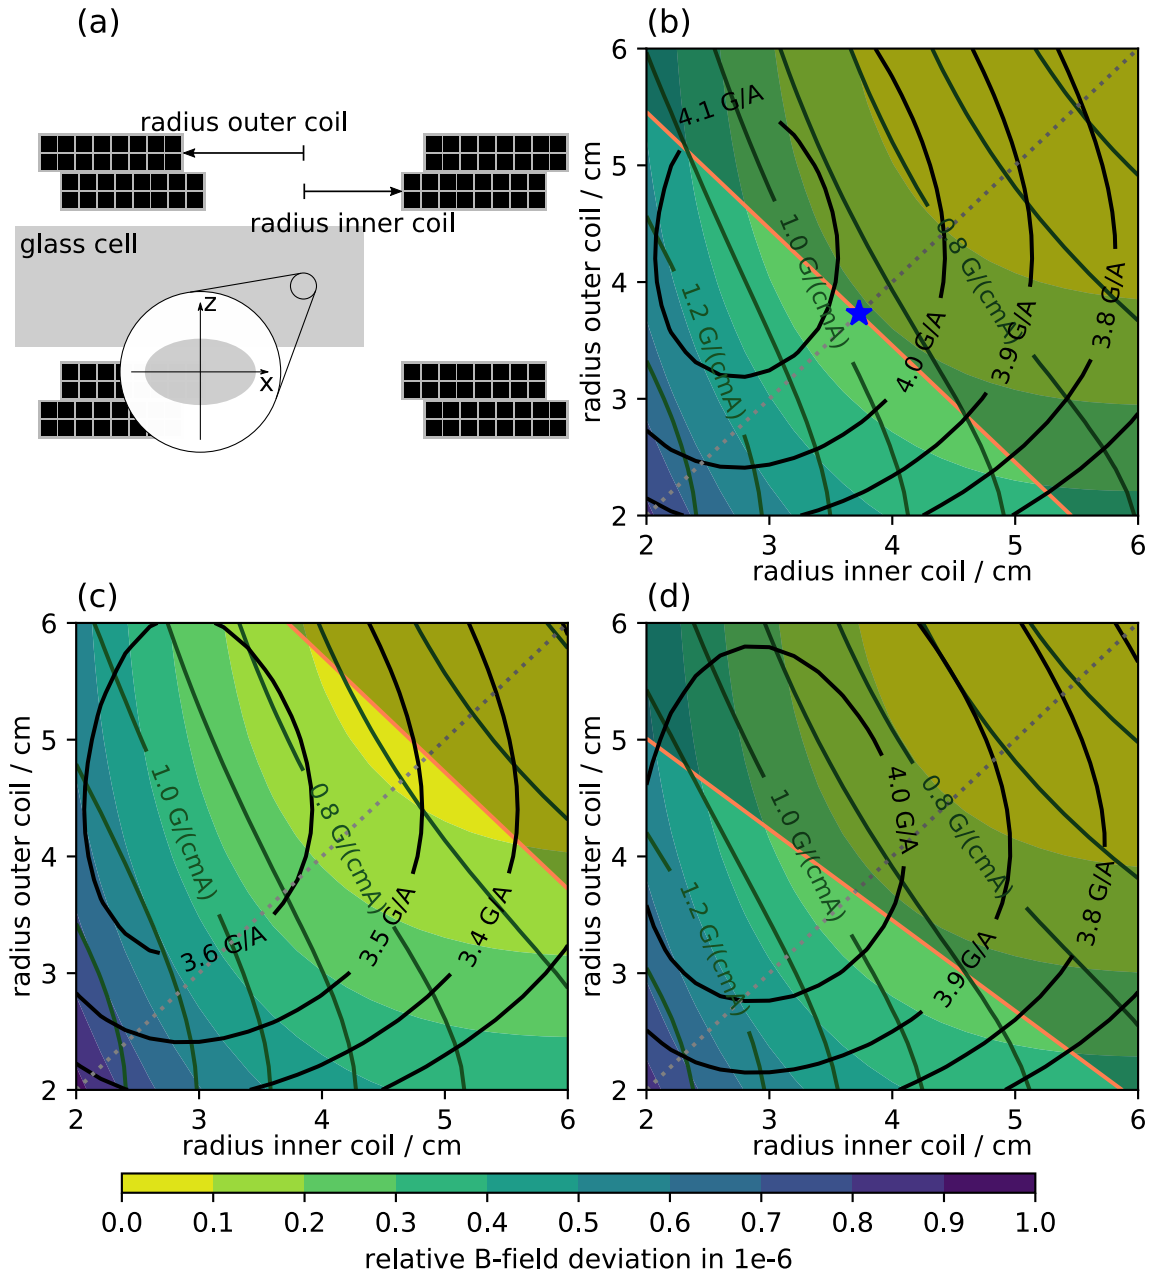 (a)
radius outer coil
radius inner coil
glass cell
z
x
(b)
radius outer coil / cm
6
5
4
3
2
4.1 G/A
1.0 G/(cmA)
0.8 G/(cmA)
1.2 G/(cmA)
4.0 G/A
3.9 G/A
3.8 G/A
2 3 4 5 6
radius inner coil / cm
(c)
radius outer coil / cm
6
5
4
3
2
1.0 G/(cmA)
0.8 G/(cmA)
3.6 G/A
3.5 G/A
3.4 G/A
2 3 4 5 6
radius inner coil / cm
(d)
radius outer coil / cm
6
5
4
3
2
4.0 G/A
1.0 G/(cmA)
0.8 G/(cmA)
1.2 G/(cmA)
3.9 G/A
3.8 G/A
2 3 4 5 6
radius inner coil / cm
0.0 0.1 0.2 0.3 0.4 0.5 0.6 0.7 0.8 0.9 1.0
relative B-field deviation in 1e-6